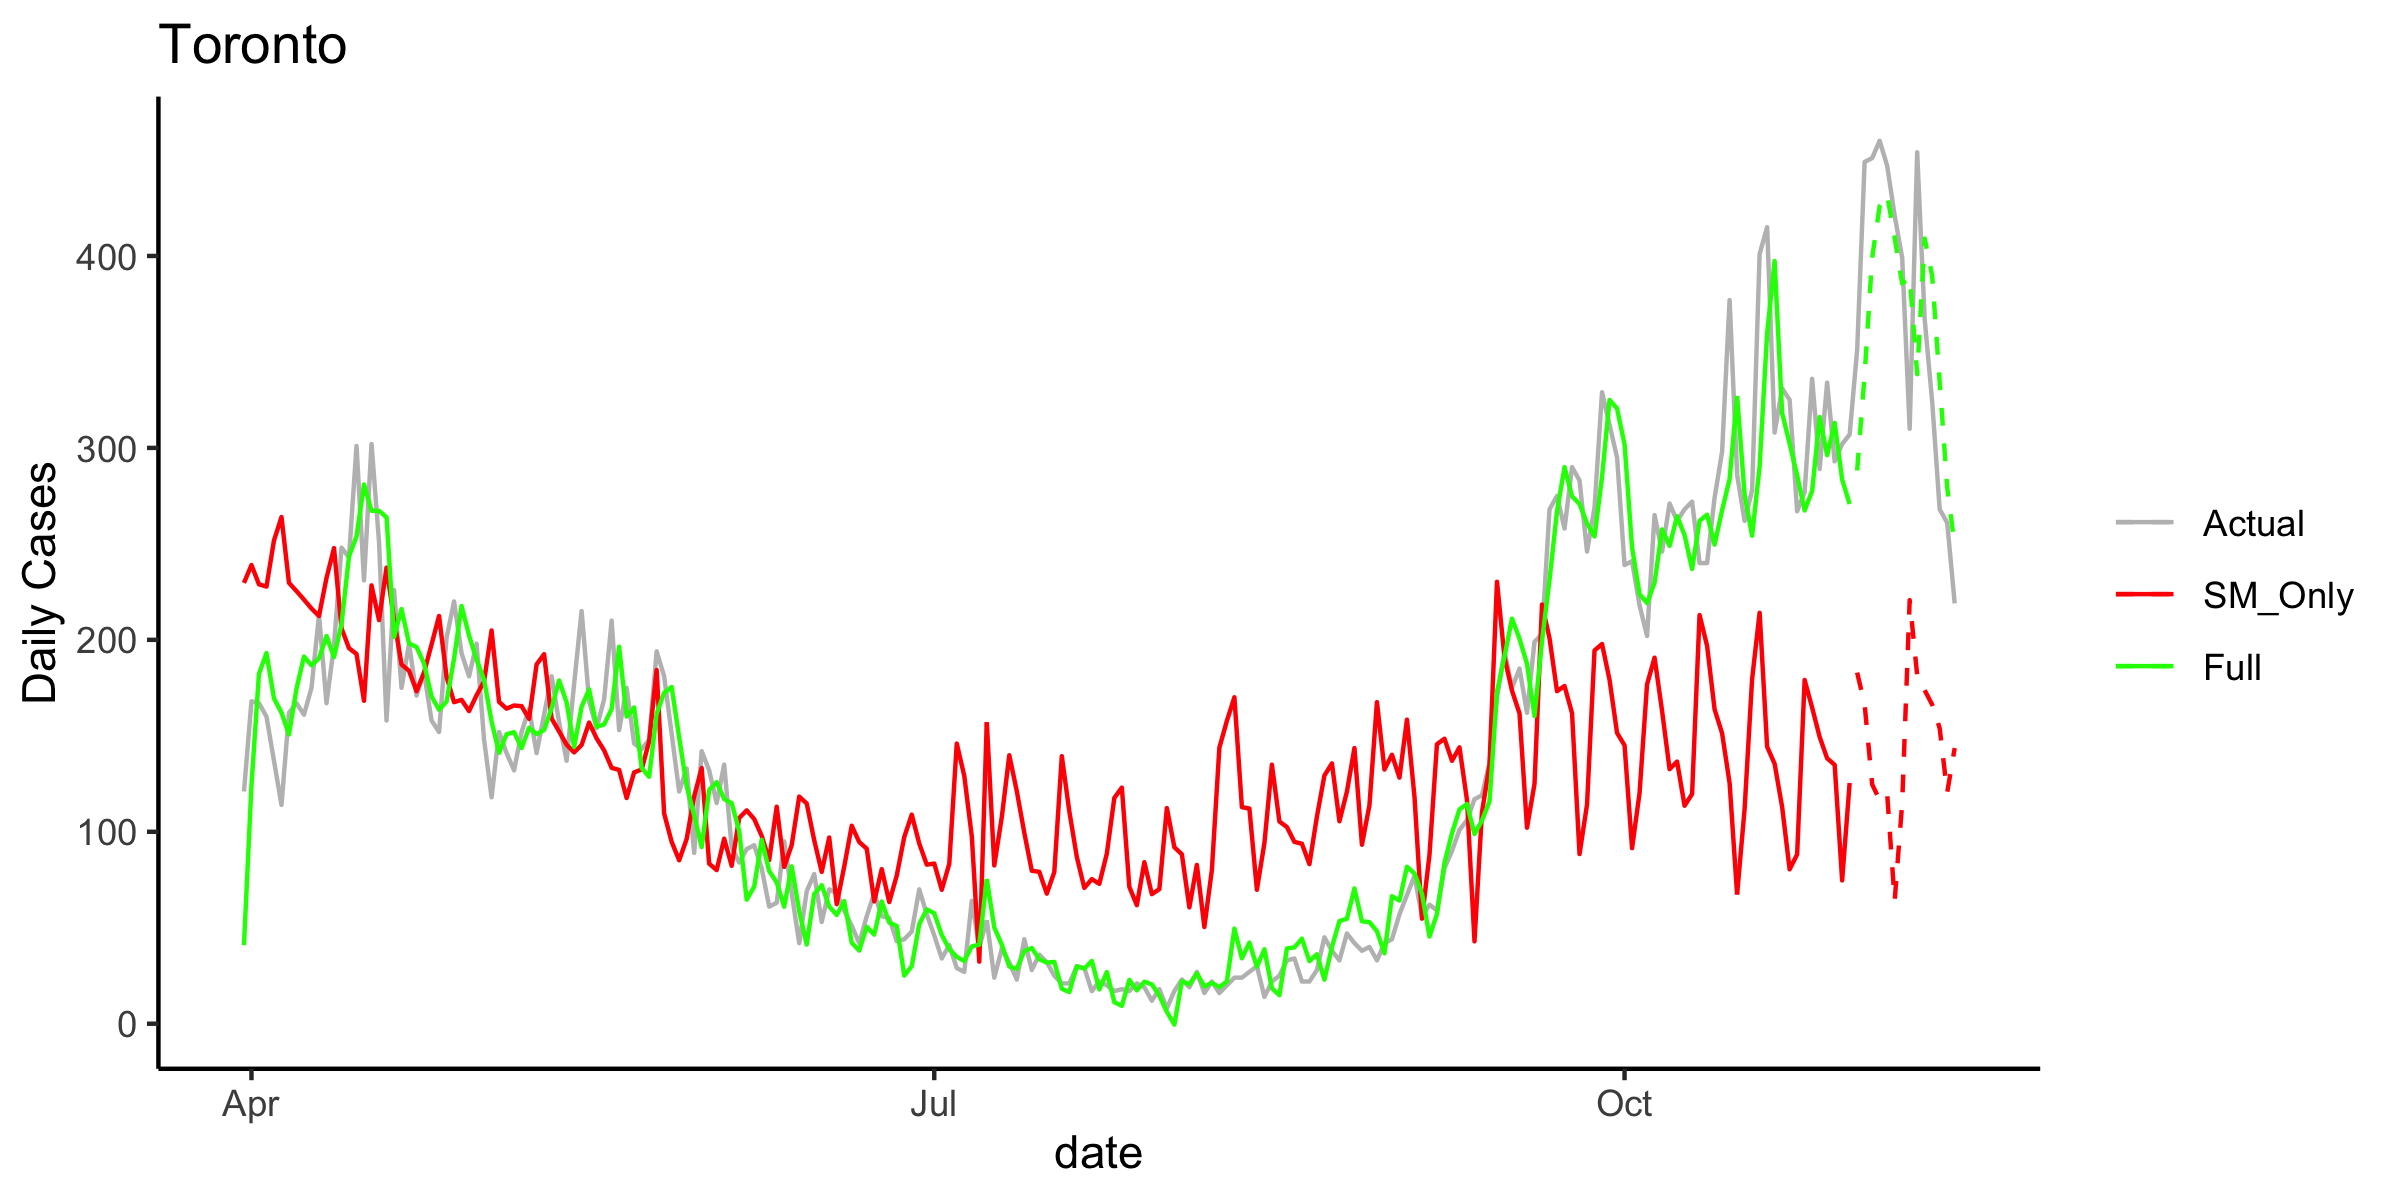 Toronto
Daily Cases
400
300
200
100
0
Apr
Jul
Oct
date
Actual
SM_Only
Full